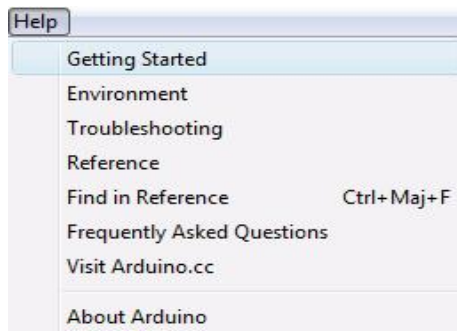 Help
Getting Started
Environment
Troubleshooting
Reference
Find in Reference Ctrl+Maj+F
Frequently Asked Questions
Visit Arduino.cc
About Arduino